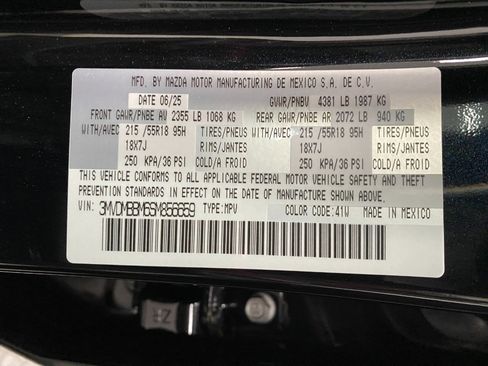 MFD. BY MAZDA MOTOR MANUFACTURING DE MEXICO S.A. DE C.V.
DATE 06/25 GVWR/PNBV 4381 LB 1987 KG
FRONT GAWR/PNBE AV 2355 LB 1068 KG REAR GAWR/PNBE AR 2072 LB 940 KG
WITH/AVEC 215 /55R18 95H TIRES/PNEUS WITH/AVEC 215 /55R18 95H TIRES/PNEUS
18X7J RIMS/JANTES 18X7J RIMS/JANTES
250 KPA/36 PSI COLD/A FROID 250 KPA/36 PSI COLD/A FROID
THIS VEHICLE CONFORMS TO ALL APPLICABLE FEDERAL MOTOR VEHICLE SAFETY AND THEFT
PREVENTION STANDARDS IN EFFECT ON THE DATE OF MANUFACTURE SHOWN ABOVE.
VIN: 3MVDMBBM6SM856659 TYPE:MPV COLOR CODE:41W MADE IN MEXICO